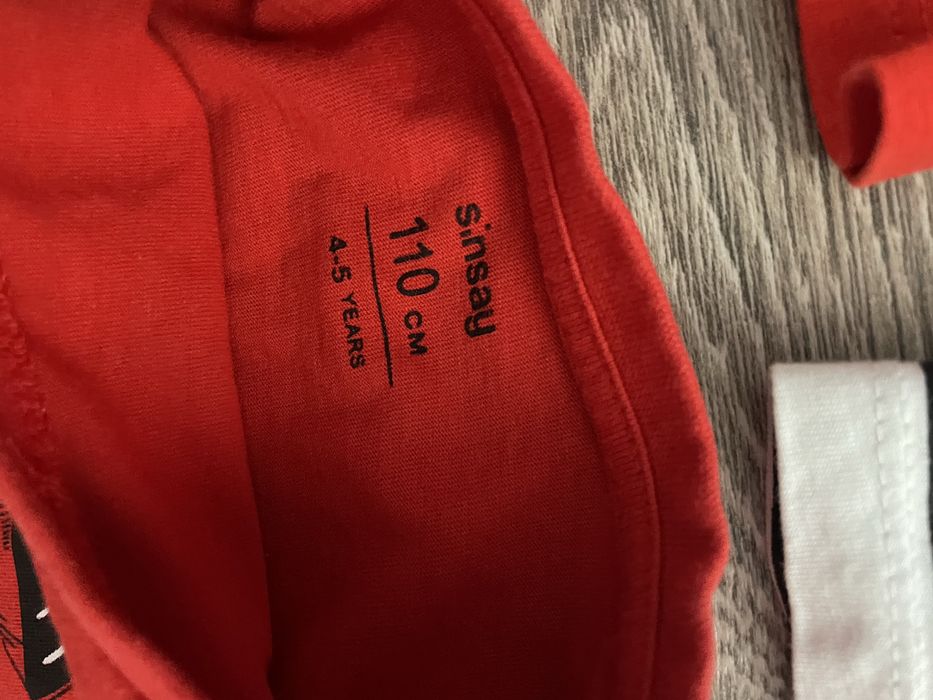 sinsay
110 CM
4-5 YEARS